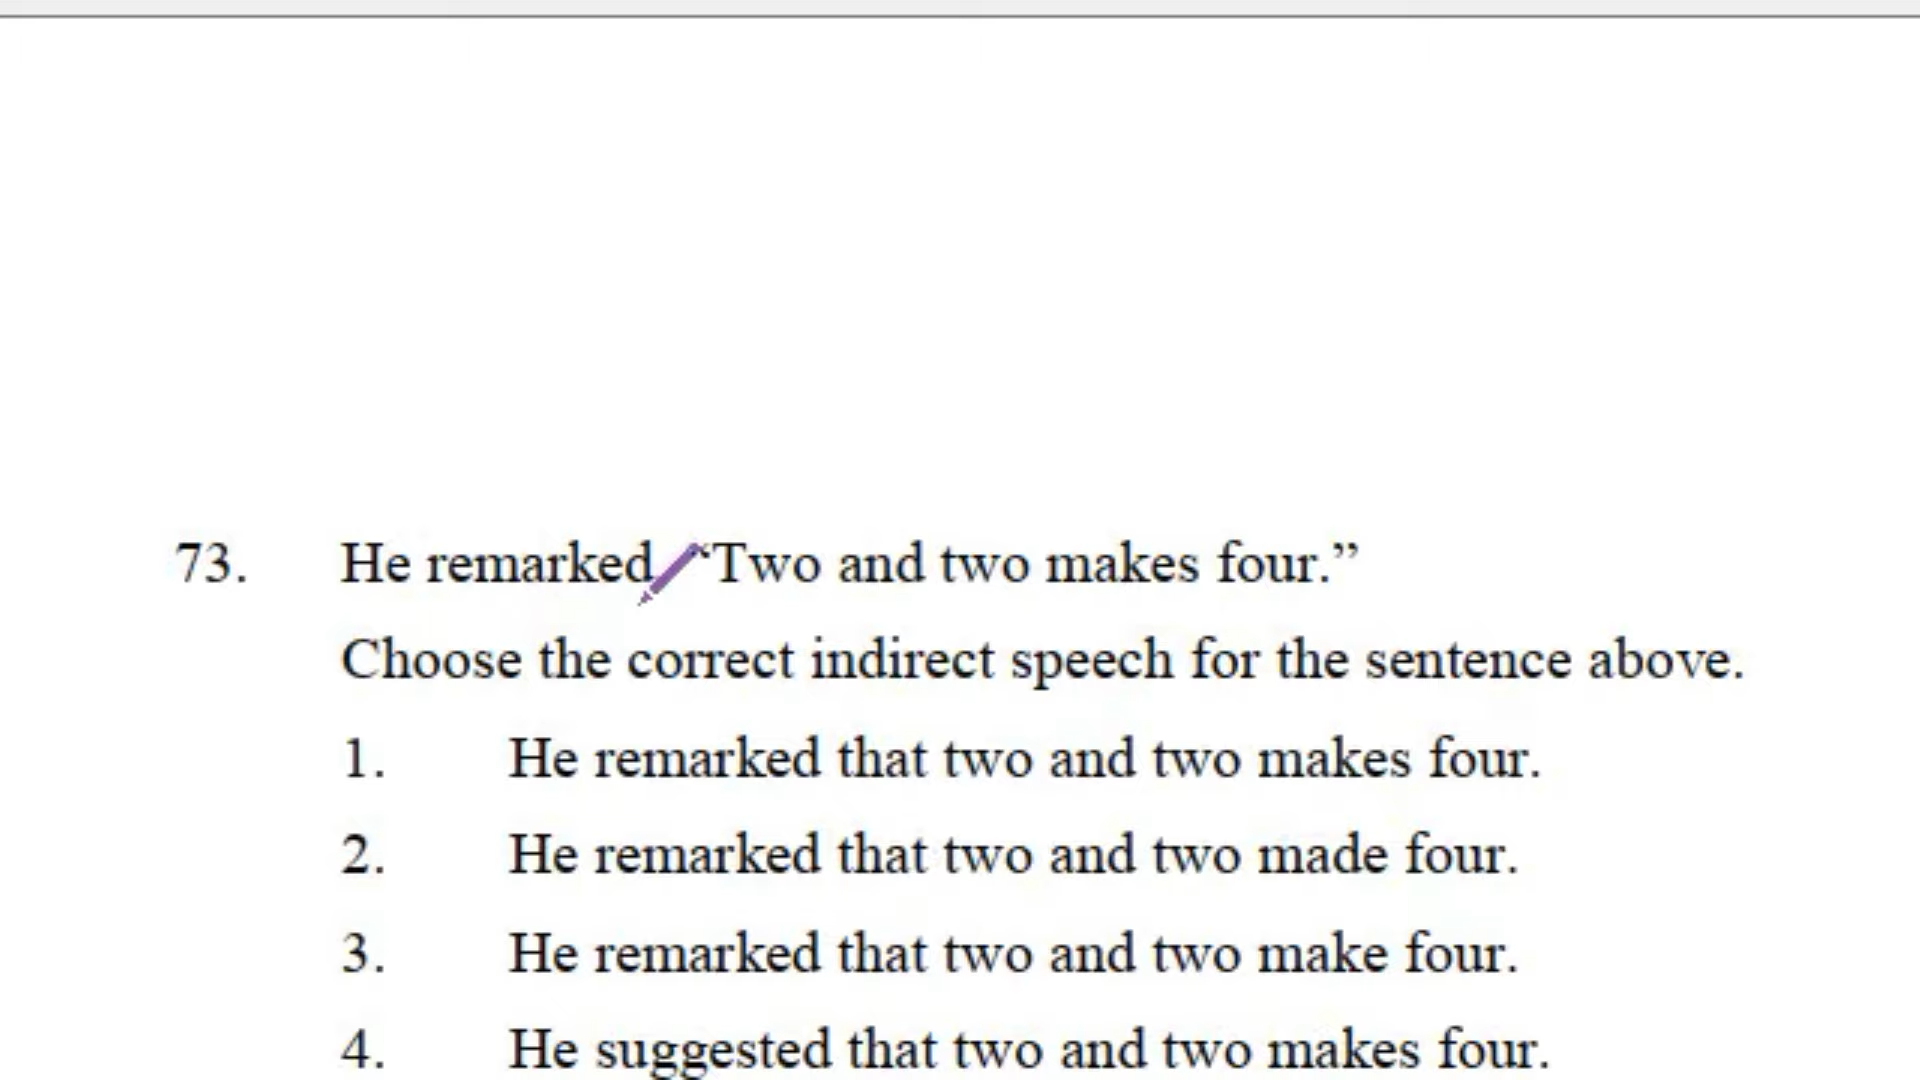 73. He remarked, “Two and two makes four.”
Choose the correct indirect speech for the sentence above.
1. He remarked that two and two makes four.
2. He remarked that two and two made four.
3. He remarked that two and two make four.
4. He suggested that two and two makes four.